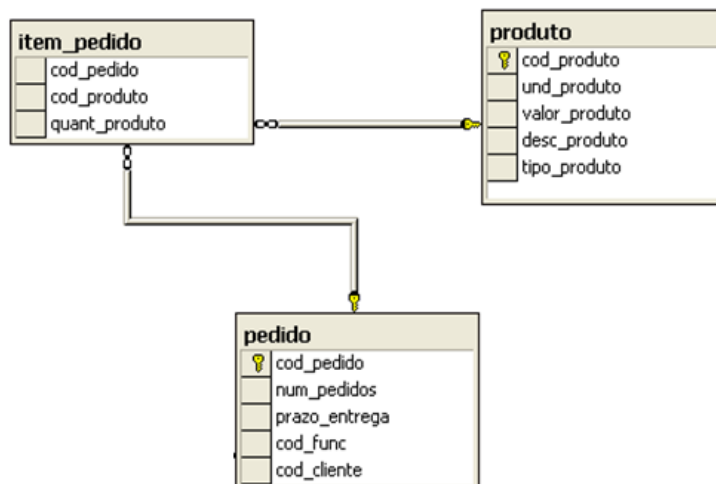 item_pedido
cod_pedido
cod_produto
quant_produto
produto
cod_produto
und_produto
valor_produto
desc_produto
tipo_produto
pedido
cod_pedido
num_pedidos
prazo_entrega
cod_func
cod_cliente